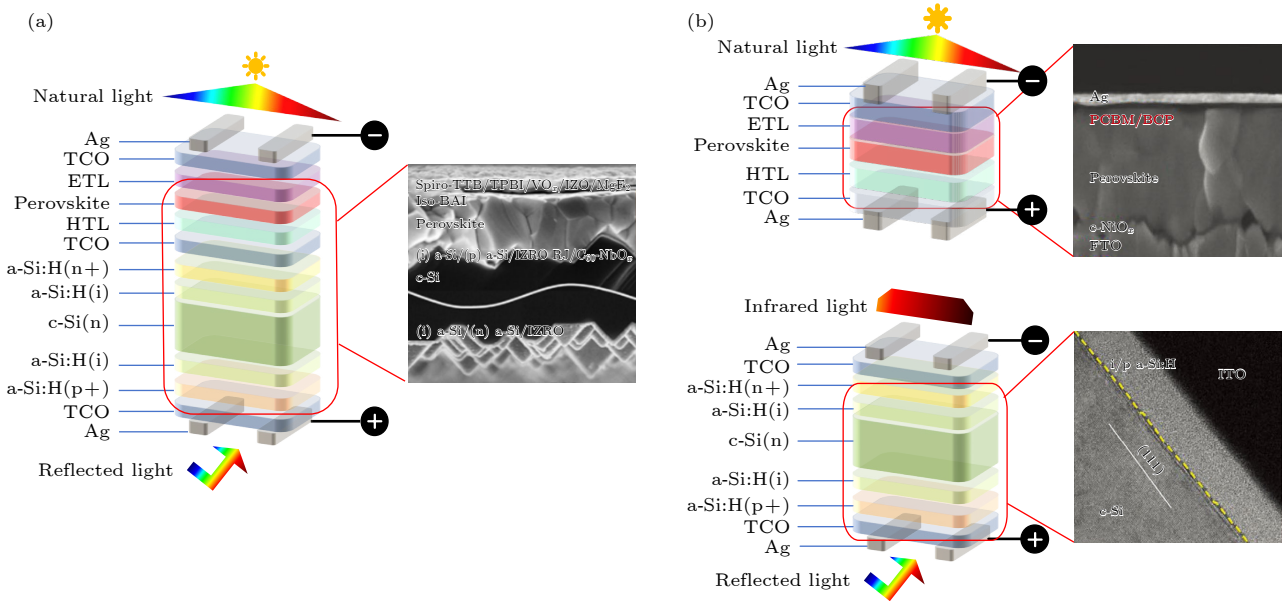 (a)
Natural light
Ag
TCO
ETL
Perovskite
HTL
TCO
a-Si:H(n+)
a-Si:H(i)
c-Si(n)
a-Si:H(i)
a-Si:H(p+)
TCO
Ag
Reflected light
−
+
Spiro-TTB/TPBI/VOₓ/IZO/MgF₂
Iso-BAI
Perovskite
(i) a-Si/(p) a-Si/IZRO RJ/C₆₀-NbOₓ
c-Si
(i) a-Si/(n) a-Si/IZRO
(b)
Natural light
Ag
TCO
ETL
Perovskite
HTL
TCO
Ag
−
+
Ag
PCBM/BCP
Perovskite
c-NiOₓ
FTO
Infrared light
Ag
TCO
a-Si:H(n+)
a-Si:H(i)
c-Si(n)
a-Si:H(i)
a-Si:H(p+)
TCO
Ag
Reflected light
−
+
i/p a-Si:H
ITO
(111)
c-Si